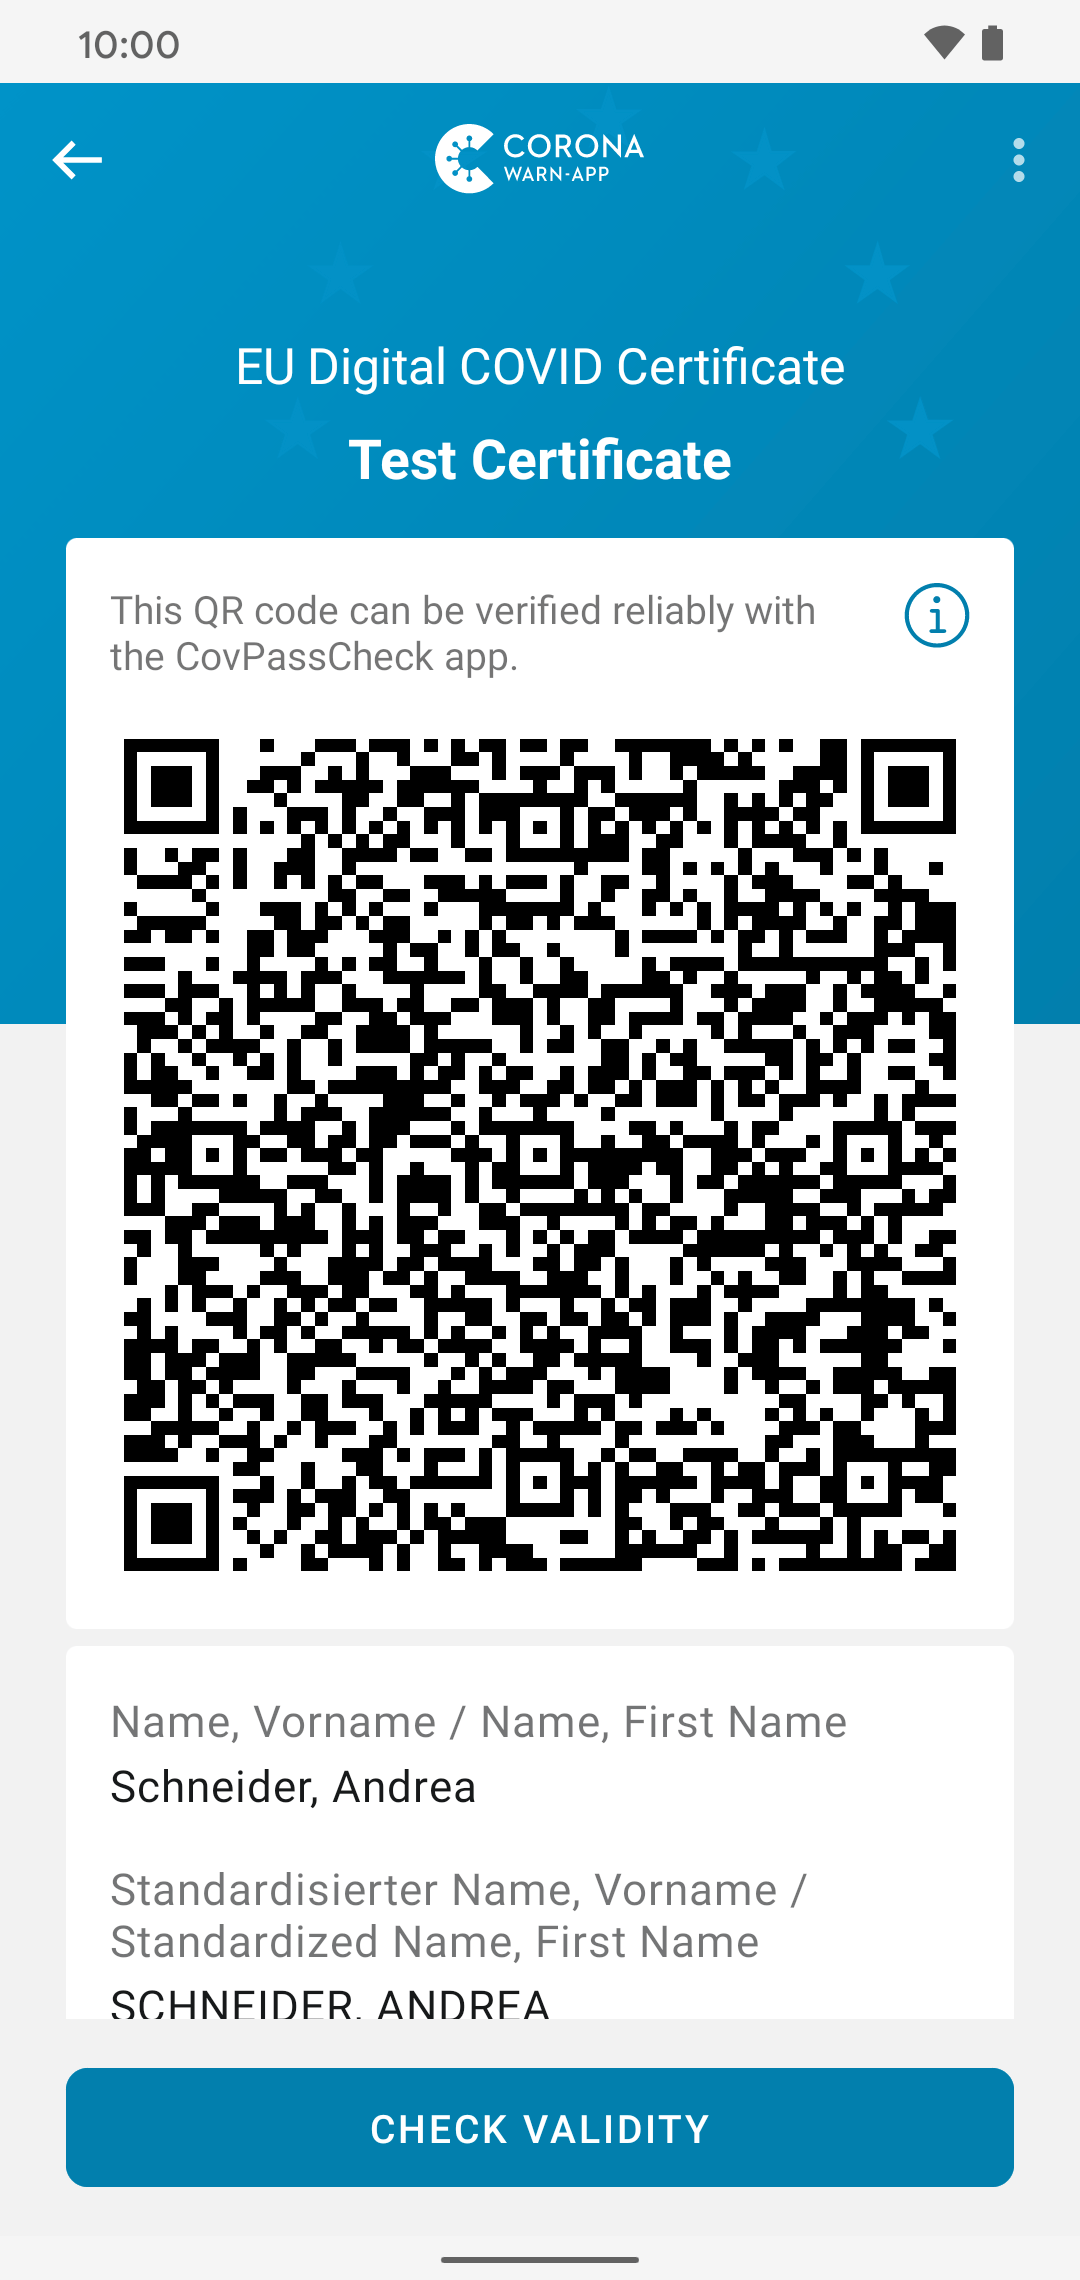 10:00
CORONA
WARN-APP
EU Digital COVID Certificate
Test Certificate
This QR code can be verified reliably with
the CovPassCheck app.
Name, Vorname / Name, First Name
Schneider, Andrea
Standardisierter Name, Vorname /
Standardized Name, First Name
SCHNEIDER, ANDREA
CHECK VALIDITY